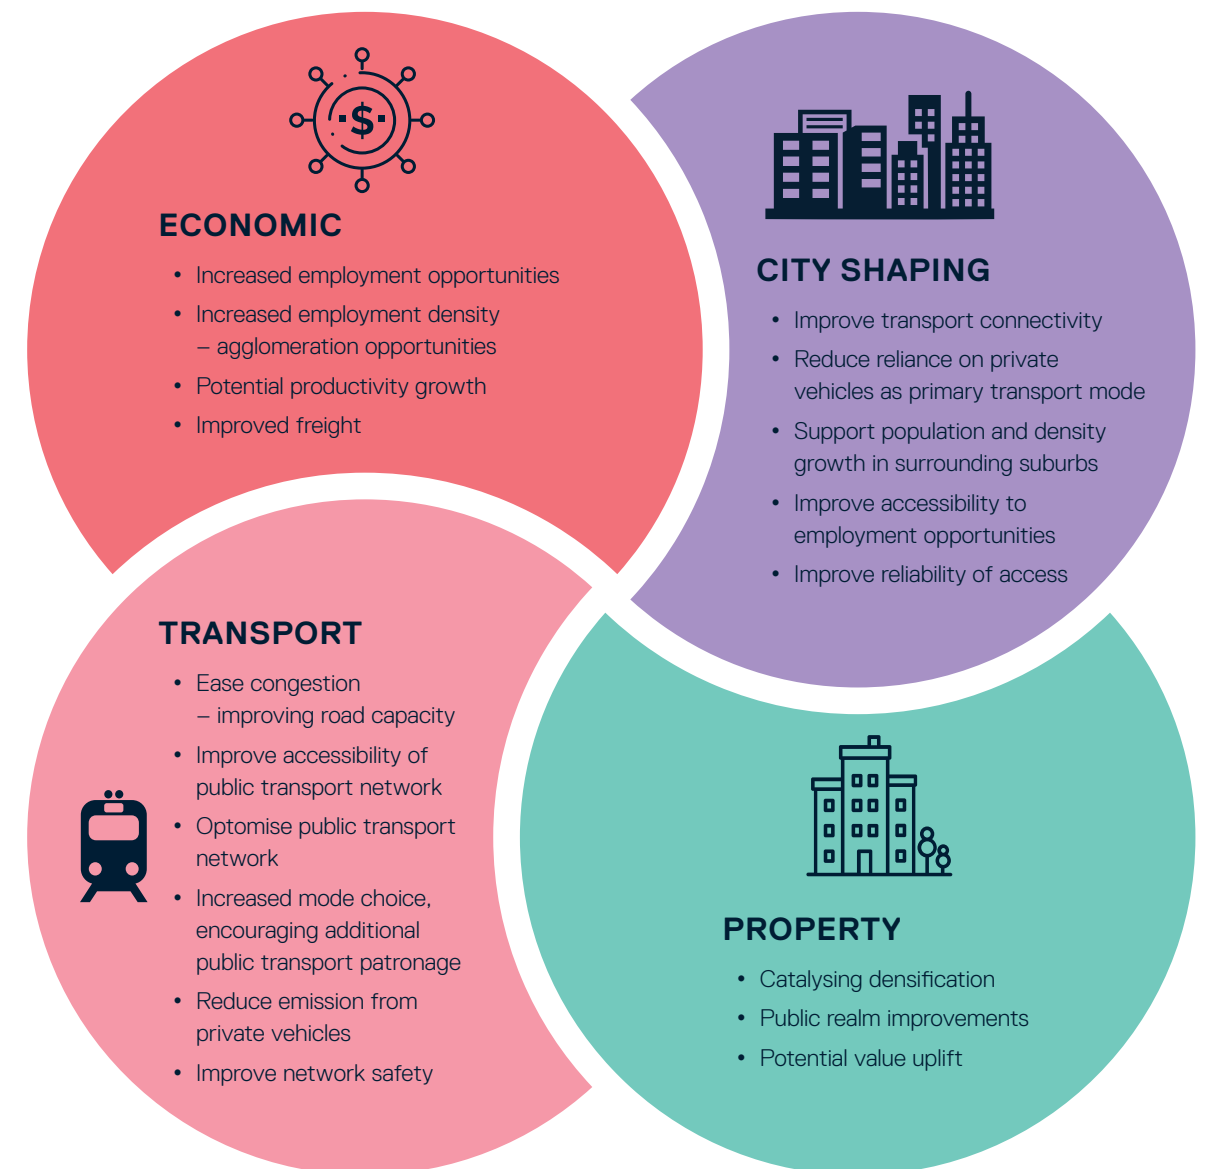 ECONOMIC
• Increased employment opportunities
• Increased employment density
– agglomeration opportunities
• Potential productivity growth
• Improved freight
CITY SHAPING
• Improve transport connectivity
• Reduce reliance on private
vehicles as primary transport mode
• Support population and density
growth in surrounding suburbs
• Improve accessibility to
employment opportunities
• Improve reliability of access
TRANSPORT
• Ease congestion
– improving road capacity
• Improve accessibility of
public transport network
• Optomise public transport
network
• Increased mode choice,
encouraging additional
public transport patronage
• Reduce emission from
private vehicles
• Improve network safety
PROPERTY
• Catalysing densification
• Public realm improvements
• Potential value uplift